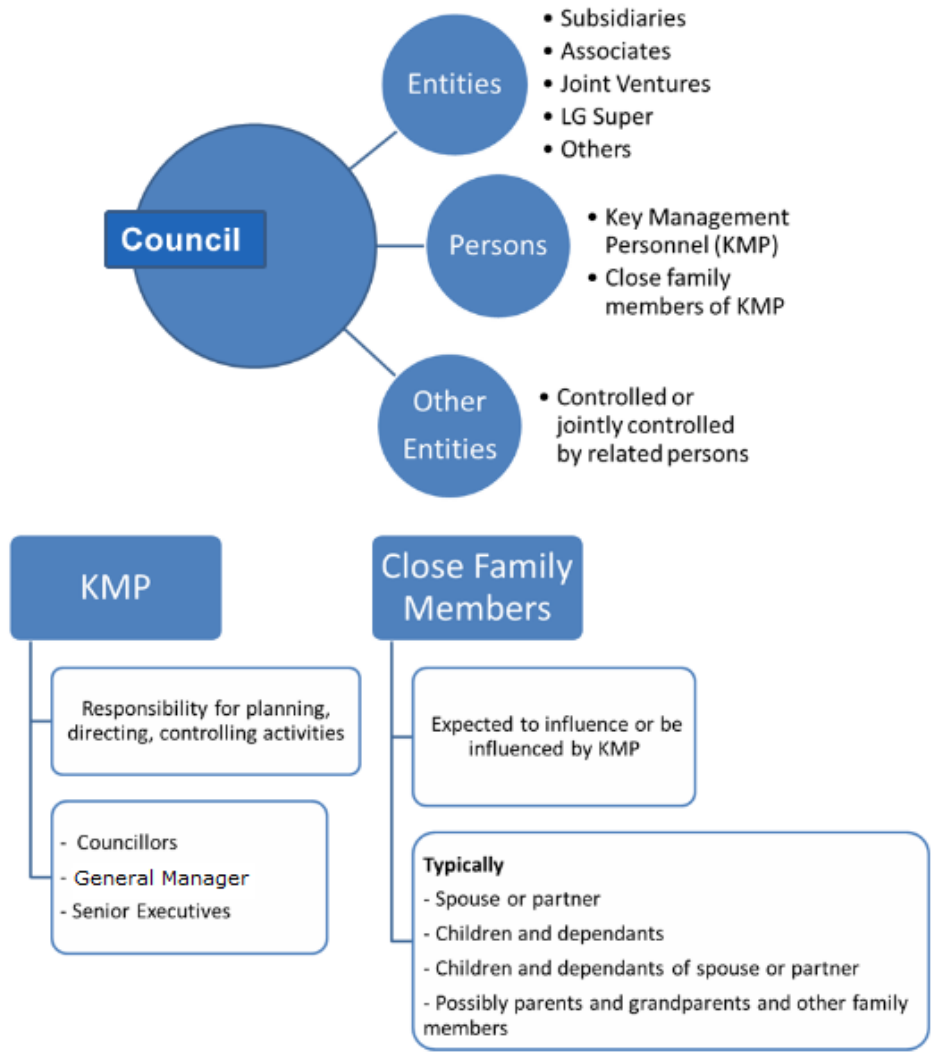 • Subsidiaries
• Associates
• Joint Ventures
• LG Super
• Others
Entities
Council
Persons
• Key Management
Personnel (KMP)
• Close family
members of KMP
Other
Entities
• Controlled or
jointly controlled
by related persons
KMP
Responsibility for planning,
directing, controlling activities
- Councillors
- General Manager
- Senior Executives
Close Family
Members
Expected to influence or be
influenced by KMP
Typically
- Spouse or partner
- Children and dependants
- Children and dependants of spouse or partner
- Possibly parents and grandparents and other family
members